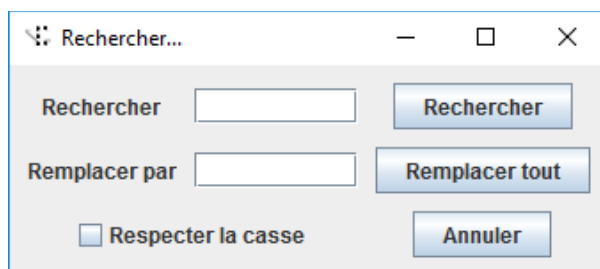 Rechercher...
Rechercher Rechercher
Remplacer par Remplacer tout
Respecter la casse Annuler